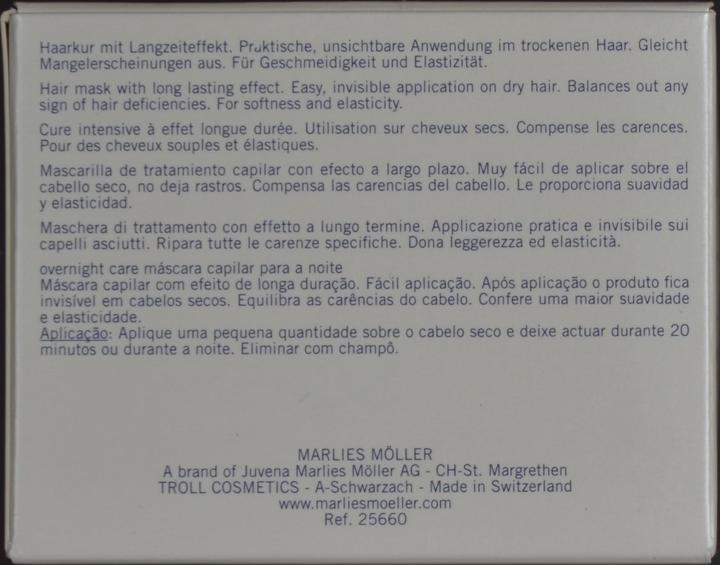 Haarkur mit Langzeiteffekt. Praktische, unsichtbare Anwendung im trockenen Haar. Gleicht
Mangelerscheinungen aus. Für Geschmeidigkeit und Elastizität.
Hair mask with long lasting effect. Easy, invisible application on dry hair. Balances out any
sign of hair deficiencies. For softness and elasticity.
Cure intensive à effet longue durée. Utilisation sur cheveux secs. Compense les carences.
Pour des cheveux souples et élastiques.
Mascarilla de tratamiento capilar con efecto a largo plazo. Muy fácil de aplicar sobre el
cabello seco, no deja rastros. Compensa las carencias del cabello. Le proporciona suavidad
y elasticidad.
Maschera di trattamento con effetto a lungo termine. Applicazione pratica e invisibile sui
capelli asciutti. Ripara tutte le carenze specifiche. Dona leggerezza ed elasticità.
overnight care máscara capilar para a noite
Máscara capilar com efeito de longa duração. Fácil aplicação. Após aplicação o produto fica
invisível em cabelos secos. Equilibra as carências do cabelo. Confere uma maior suavidade
e elasticidade.
Aplicação: Aplique uma pequena quantidade sobre o cabelo seco e deixe actuar durante 20
minutos ou durante a noite. Eliminar com champô.
MARLIES MÖLLER
A brand of Juvena Marlies Möller AG - CH-St. Margrethen
TROLL COSMETICS - A-Schwarzach - Made in Switzerland
www.marliesmoeller.com
Ref. 25660